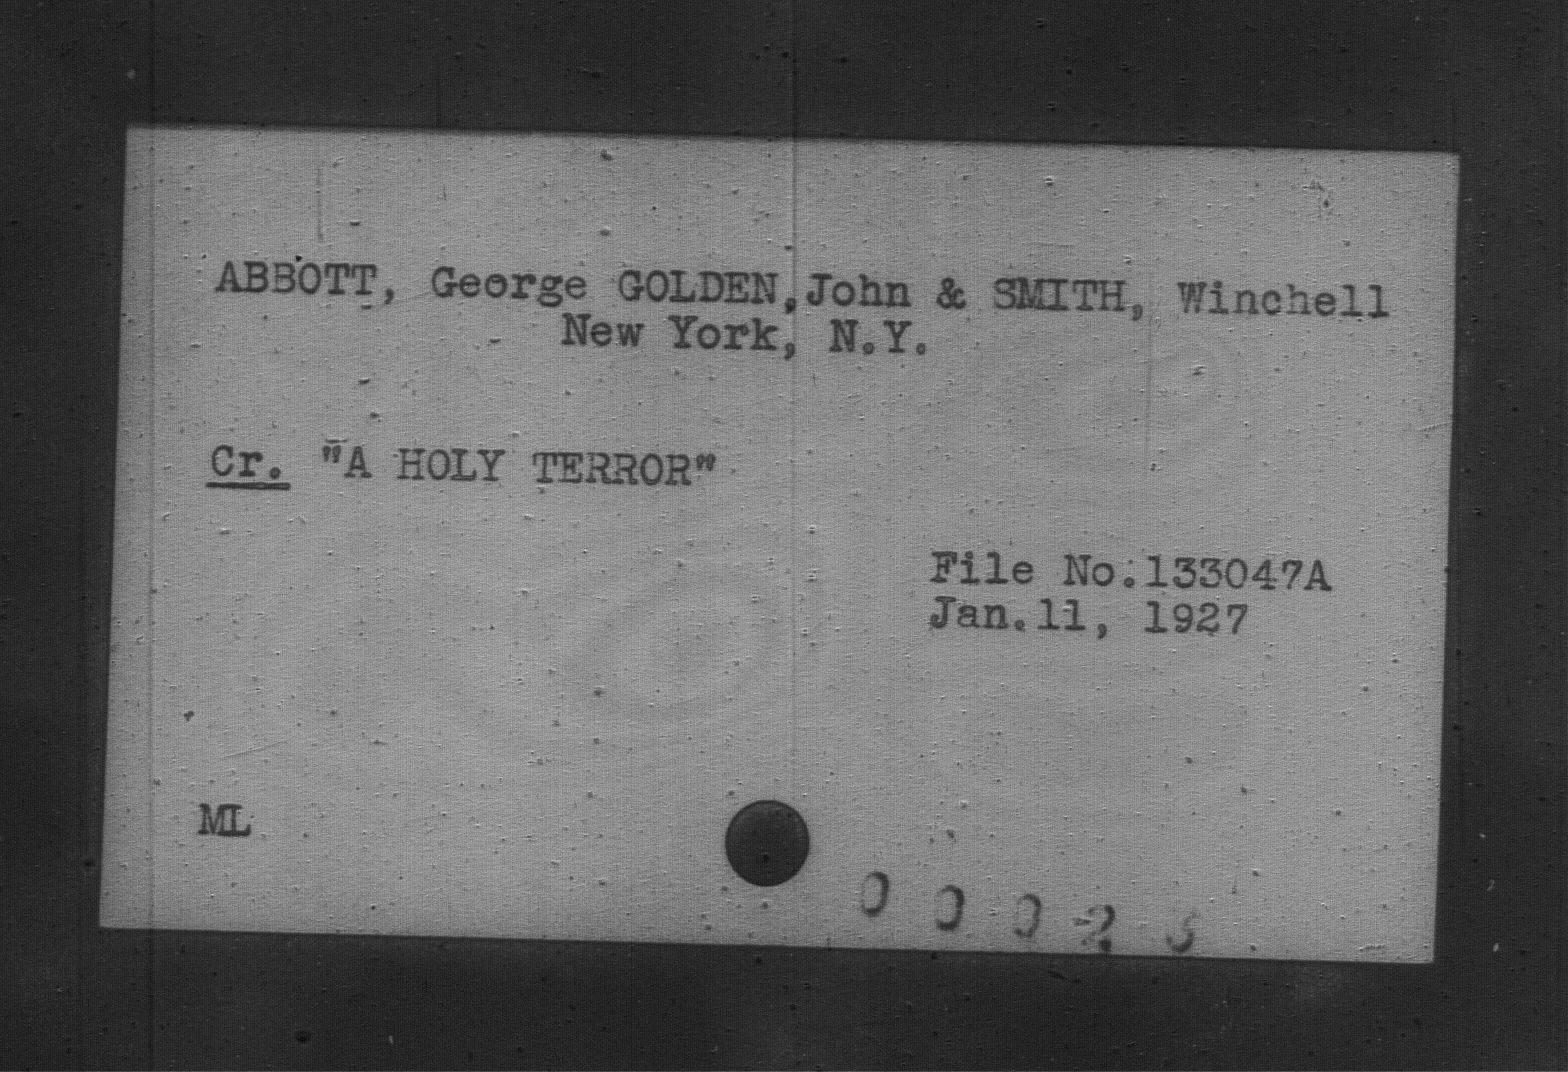 ABBOTT, George GOLDEN, John & SMITH, Winchell
New York, N.Y.
Cr. "A HOLY TERROR"
File No. 133047A
Jan. 11, 1927
ML